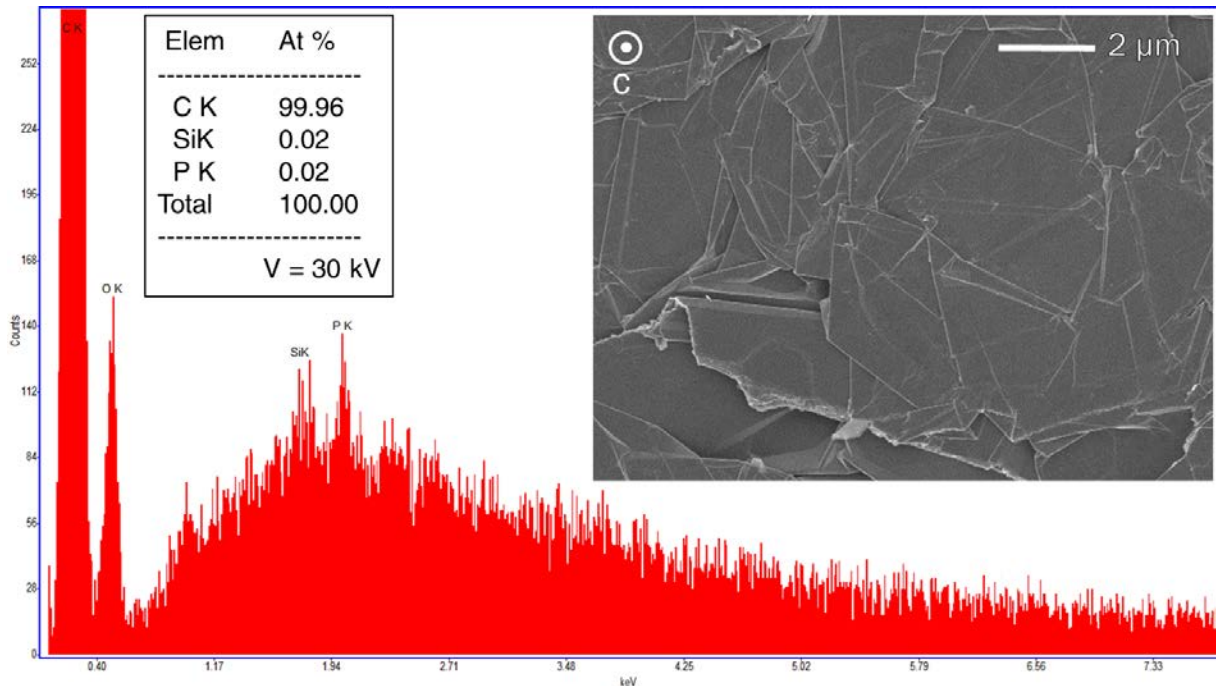 C K
Elem At %
------------------------
C K 99.96
SiK 0.02
P K 0.02
Total 100.00
------------------------
V = 30 kV
2 µm
C
252
224
196
168
140
112
84
56
28
0
Counts
O K
SiK
P K
0.40 1.17 1.94 2.71 3.48 4.25 5.02 5.79 6.56 7.33
keV